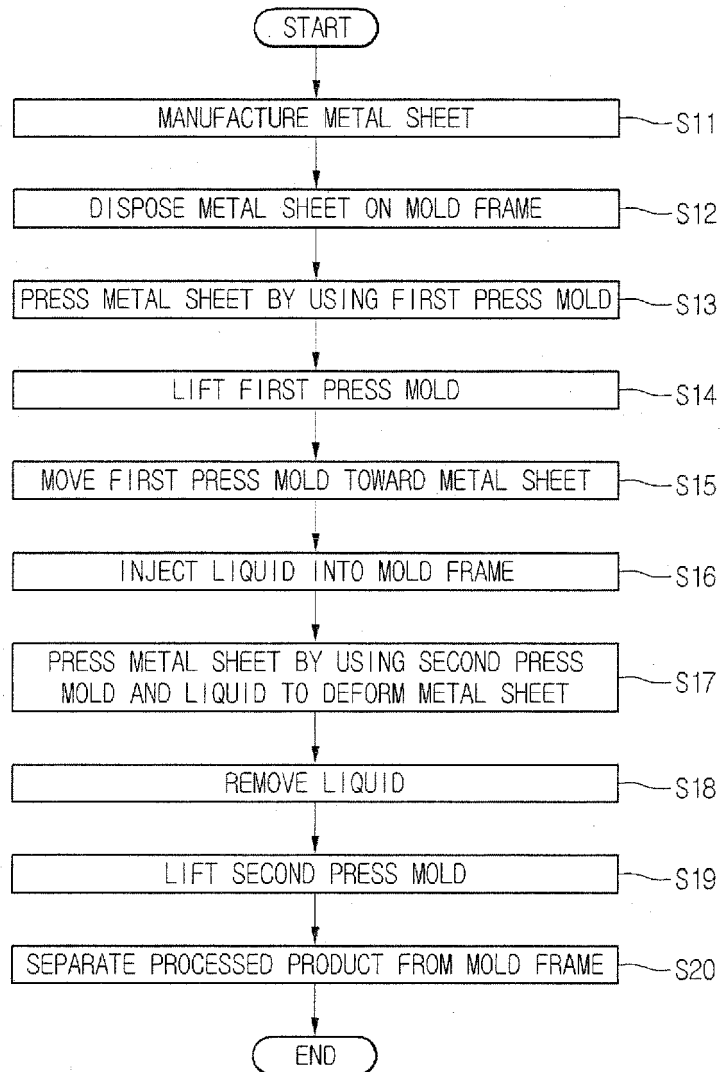 START
MANUFACTURE METAL SHEET
S11
DISPOSE METAL SHEET ON MOLD FRAME
S12
PRESS METAL SHEET BY USING FIRST PRESS MOLD
S13
LIFT FIRST PRESS MOLD
S14
MOVE FIRST PRESS MOLD TOWARD METAL SHEET
S15
INJECT LIQUID INTO MOLD FRAME
S16
PRESS METAL SHEET BY USING SECOND PRESS
MOLD AND LIQUID TO DEFORM METAL SHEET
S17
REMOVE LIQUID
S18
LIFT SECOND PRESS MOLD
S19
SEPARATE PROCESSED PRODUCT FROM MOLD FRAME
S20
END